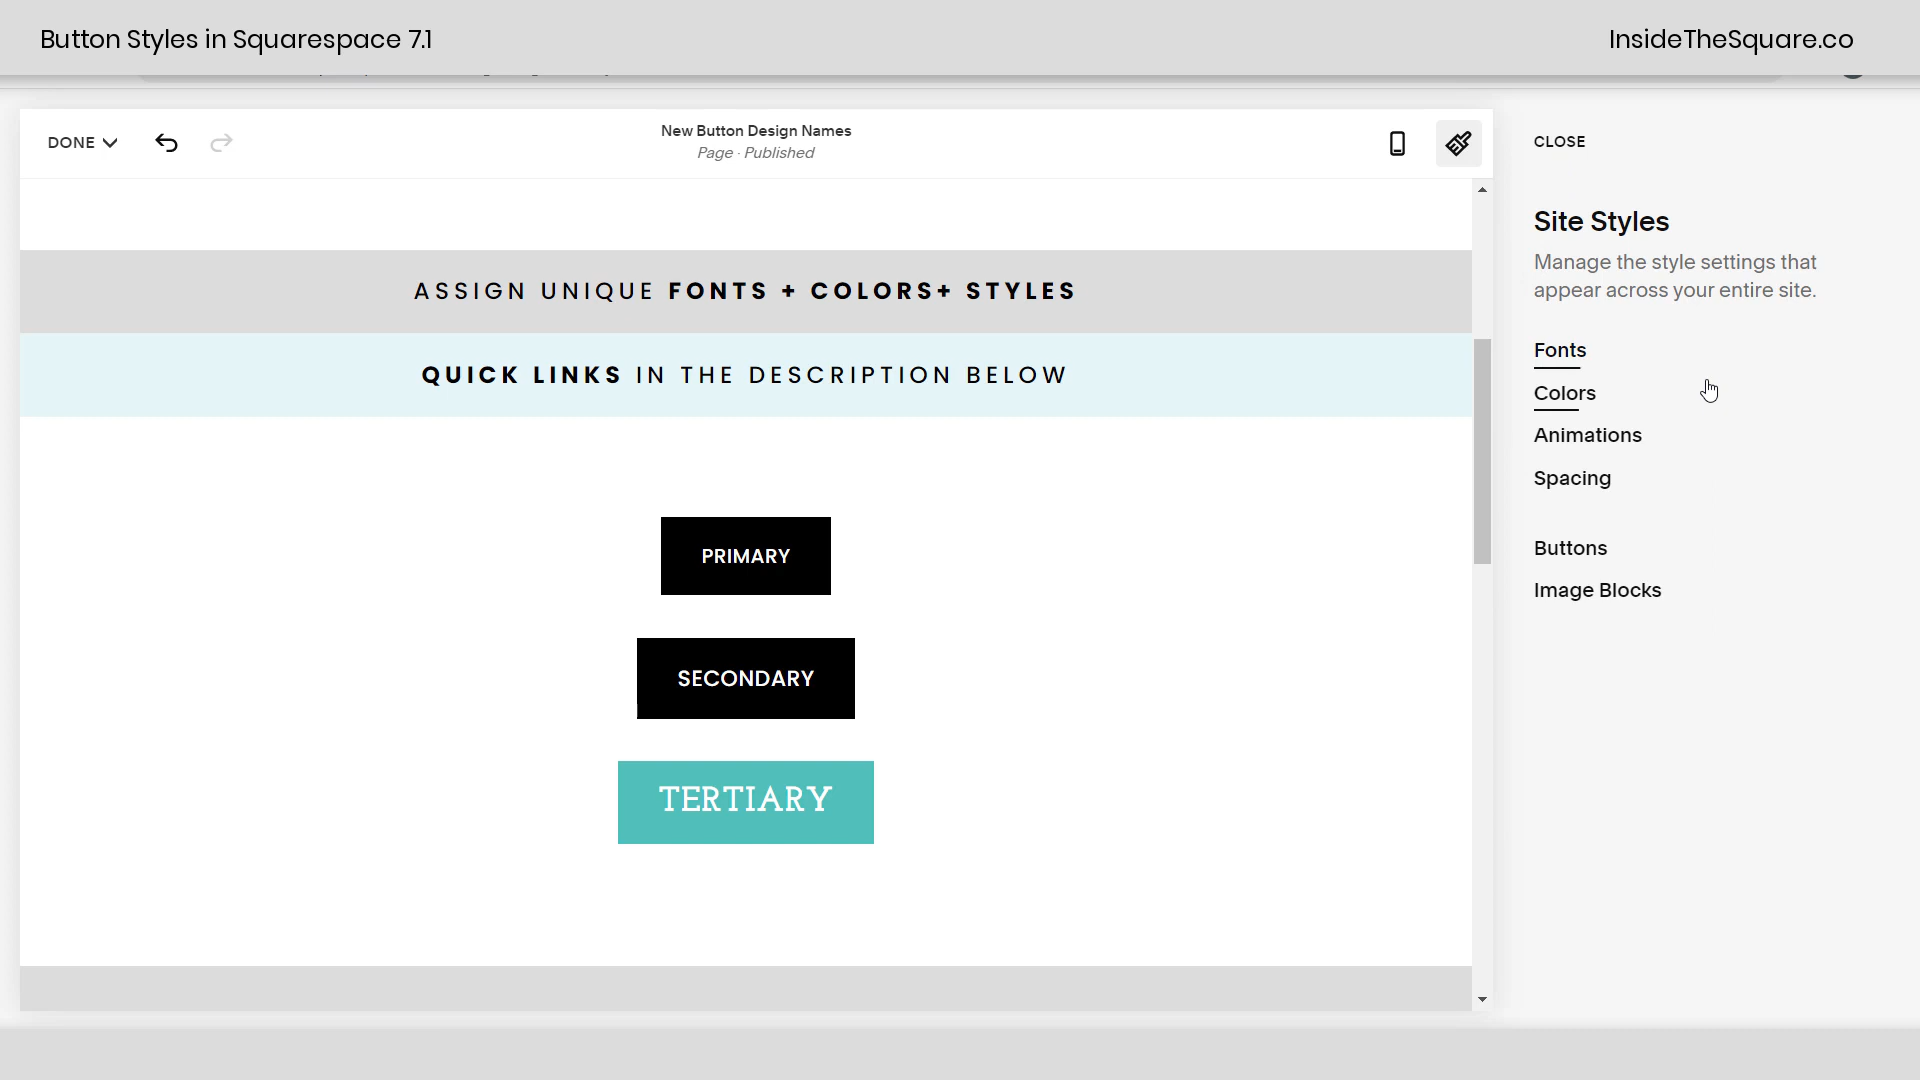 Button Styles in Squarespace 7.1
InsideTheSquare.co
DONE
New Button Design Names
Page · Published
CLOSE
Site Styles
Manage the style settings that
appear across your entire site.
ASSIGN UNIQUE FONTS + COLORS+ STYLES
QUICK LINKS IN THE DESCRIPTION BELOW
Fonts
Colors
Animations
Spacing
Buttons
Image Blocks
PRIMARY
SECONDARY
TERTIARY